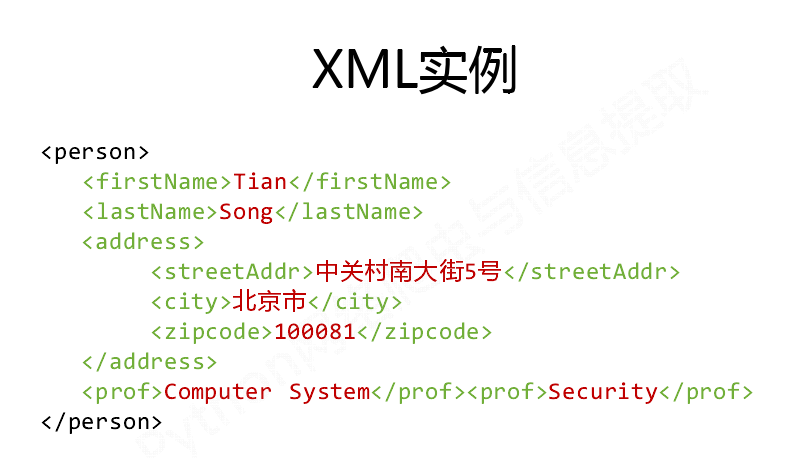 XML实例
<person>
<firstName>Tian</firstName>
<lastName>Song</lastName>
<address>
<streetAddr>中关村南大街5号</streetAddr>
<city>北京市</city>
<zipcode>100081</zipcode>
</address>
<prof>Computer System</prof><prof>Security</prof>
</person>